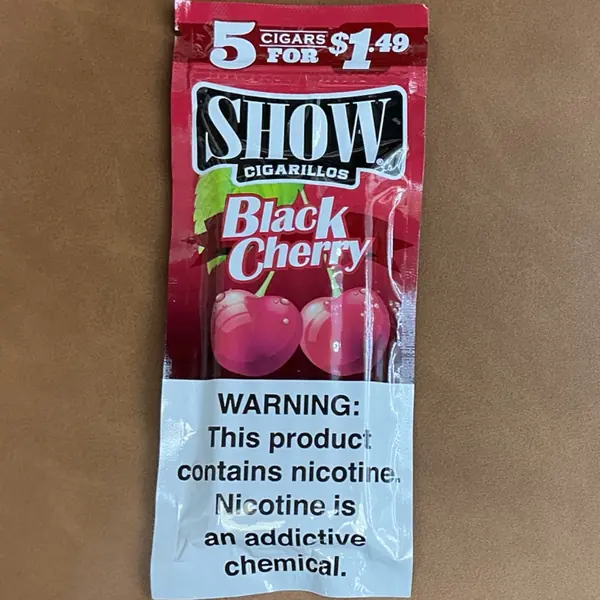 5 CIGARS FOR $1.49
SHOW®
CIGARILLOS
Black
Cherry
WARNING:
This product
contains nicotine.
Nicotine is
an addictive
chemical.